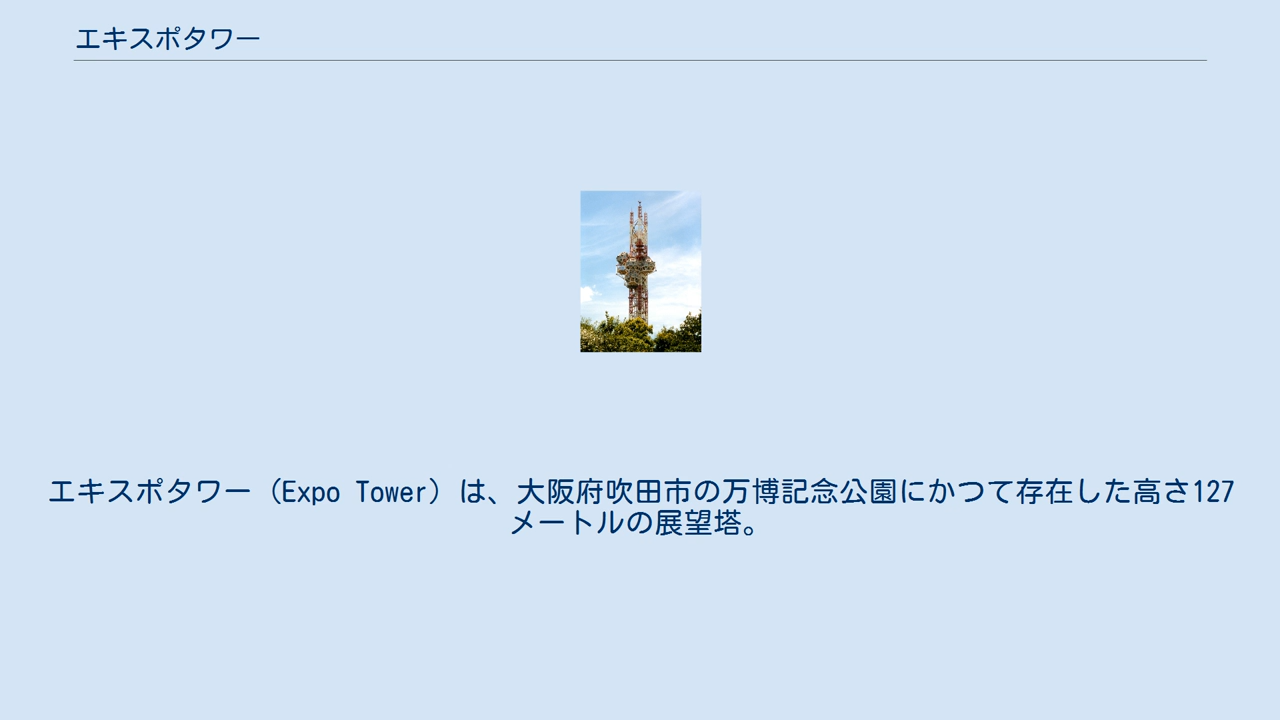 エキスポタワー
エキスポタワー（Expo Tower）は、大阪府吹田市の万博記念公園にかつて存在した高さ127
メートルの展望塔。